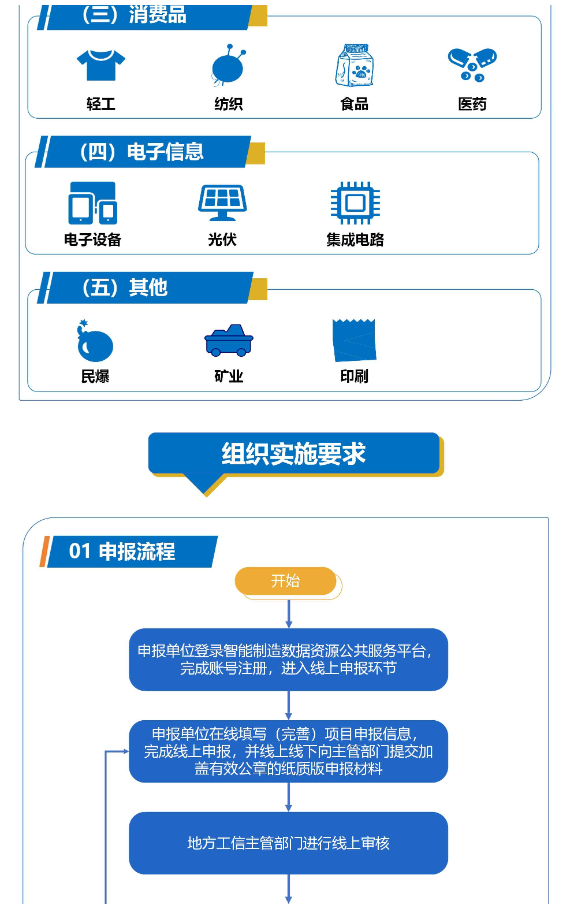 （三）消费品
轻工
纺织
食品
医药
（四）电子信息
电子设备
光伏
集成电路
（五）其他
民爆
矿业
印刷
组织实施要求
01 申报流程
开始
申报单位登录智能制造数据资源公共服务平台，
完成账号注册，进入线上申报环节
申报单位在线填写（完善）项目申报信息，
完成线上申报，并线上线下向主管部门提交加
盖有效公章的纸质版申报材料
地方工信主管部门进行线上审核